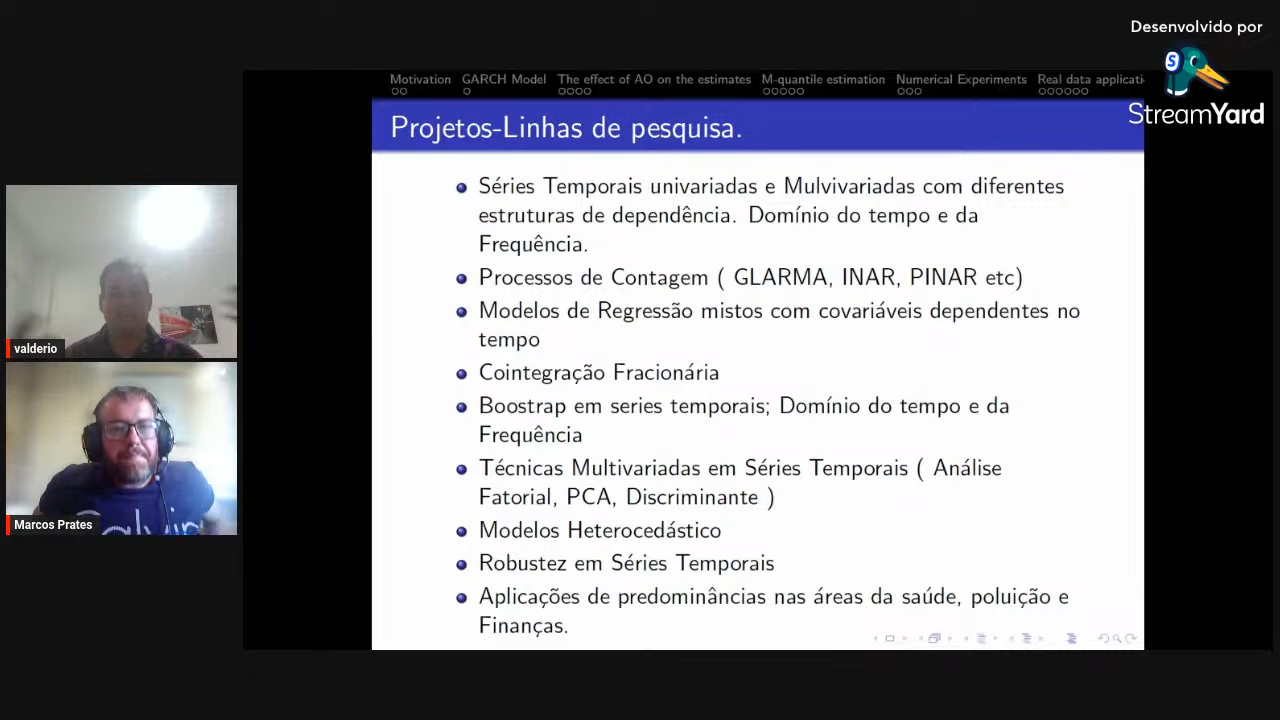 Desenvolvido por
StreamYard
Motivation GARCH Model The effect of AO on the estimates M-quantile estimation Numerical Experiments Real data applicati
Projetos-Linhas de pesquisa.
Séries Temporais univariadas e Mulvivariadas com diferentes
estruturas de dependência. Domínio do tempo e da
Frequência.
Processos de Contagem ( GLARMA, INAR, PINAR etc)
Modelos de Regressão mistos com covariáveis dependentes no
tempo
Cointegração Fracionária
Boostrap em series temporais; Domínio do tempo e da
Frequência
Técnicas Multivariadas em Séries Temporais ( Análise
Fatorial, PCA, Discriminante )
Modelos Heterocedástico
Robustez em Séries Temporais
Aplicações de predominâncias nas áreas da saúde, poluição e
Finanças.
valderio
Marcos Prates